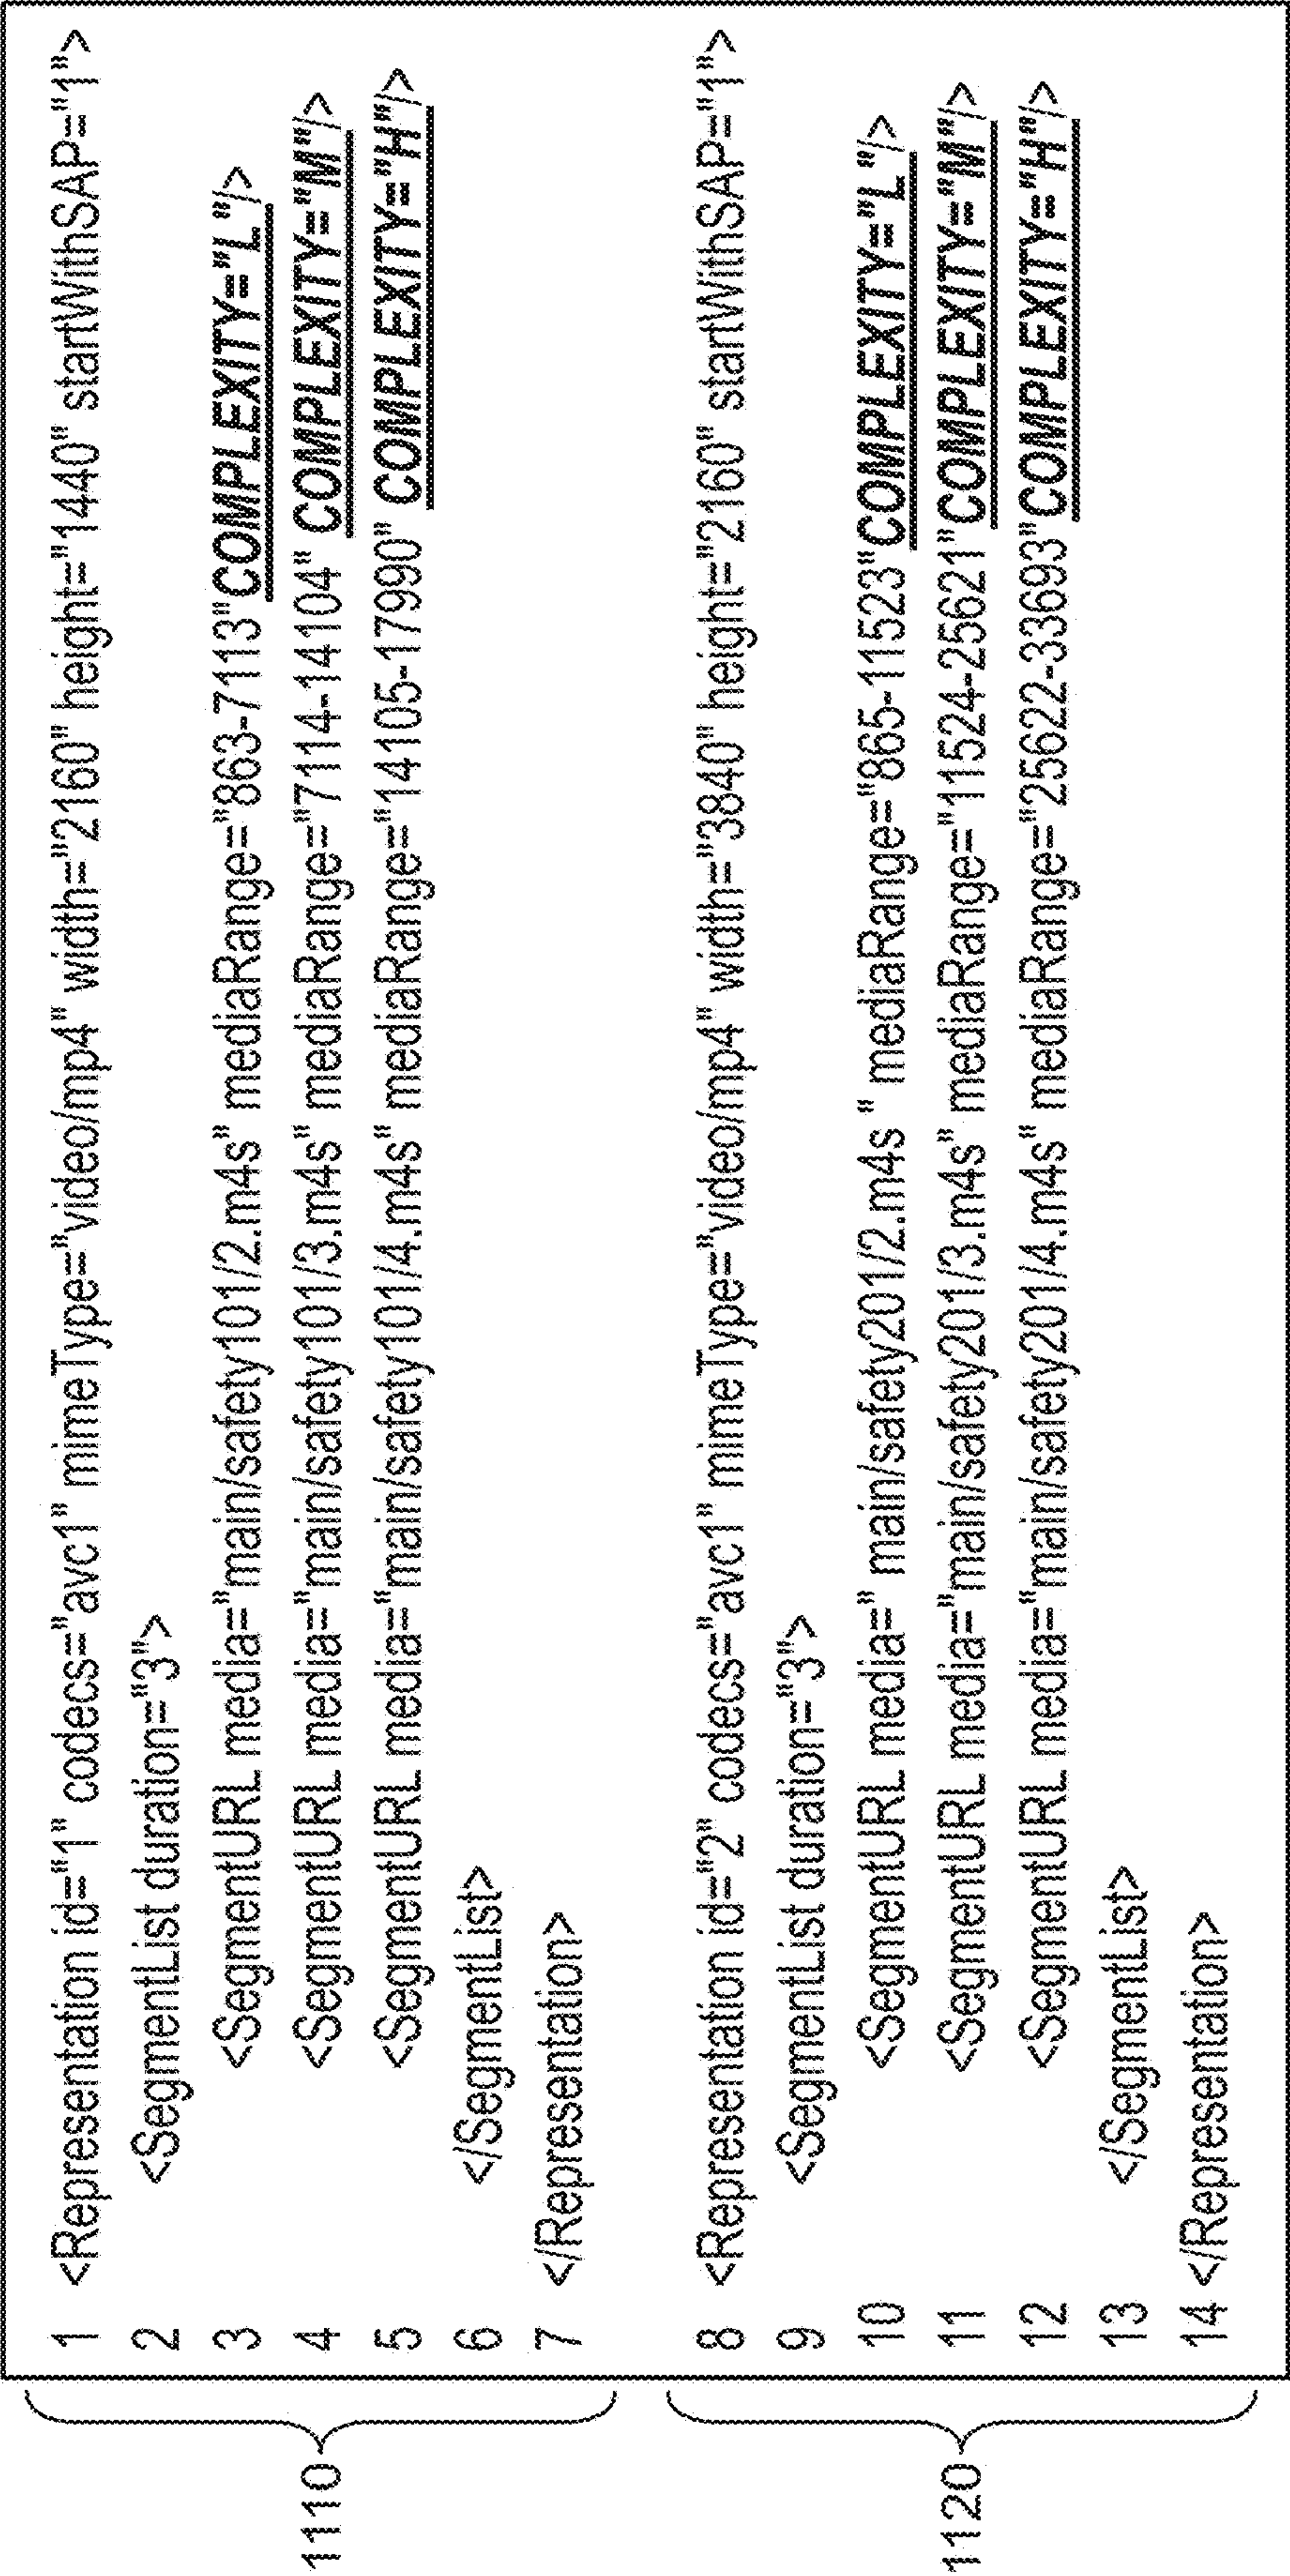 1110
1 <Representation id="1" codecs="avc1" mimeType="video/mp4" width="2160" height="1440" startWithSAP="1">
2 <SegmentList duration="3">
3 <SegmentURL media="main/safety101/2.m4s" mediaRange="863-7113"COMPLEXITY="L"/>
4 <SegmentURL media="main/safety101/3.m4s" mediaRange="7114-14104" COMPLEXITY="M"/>
5 <SegmentURL media="main/safety101/4.m4s" mediaRange="14105-17990" COMPLEXITY="H"/>
6 </SegmentList>
7 </Representation>
1120
8 <Representation id="2" codecs="avc1" mimeType="video/mp4" width="3840" height="2160" startWithSAP="1">
9 <SegmentList duration="3">
10 <SegmentURL media=" main/safety201/2.m4s " mediaRange="865-11523"COMPLEXITY="L"/>
11 <SegmentURL media="main/safety201/3.m4s" mediaRange="11524-25621"COMPLEXITY="M"/>
12 <SegmentURL media="main/safety201/4.m4s" mediaRange="25622-33693"COMPLEXITY="H"/>
13 </SegmentList>
14 </Representation>